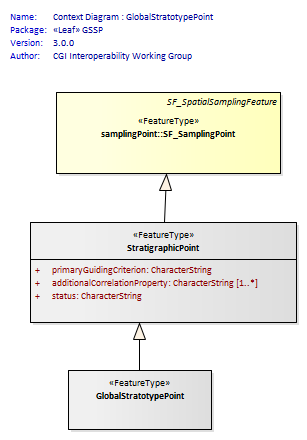 Name: Context Diagram : GlobalStratotypePoint
Package: «Leaf» GSSP
Version: 3.0.0
Author: CGI Interoperability Working Group
SF_SpatialSamplingFeature
«FeatureType»
samplingPoint::SF_SamplingPoint
«FeatureType»
StratigraphicPoint
+ primaryGuidingCriterion: CharacterString
+ additionalCorrelationProperty: CharacterString [1..*]
+ status: CharacterString
«FeatureType»
GlobalStratotypePoint